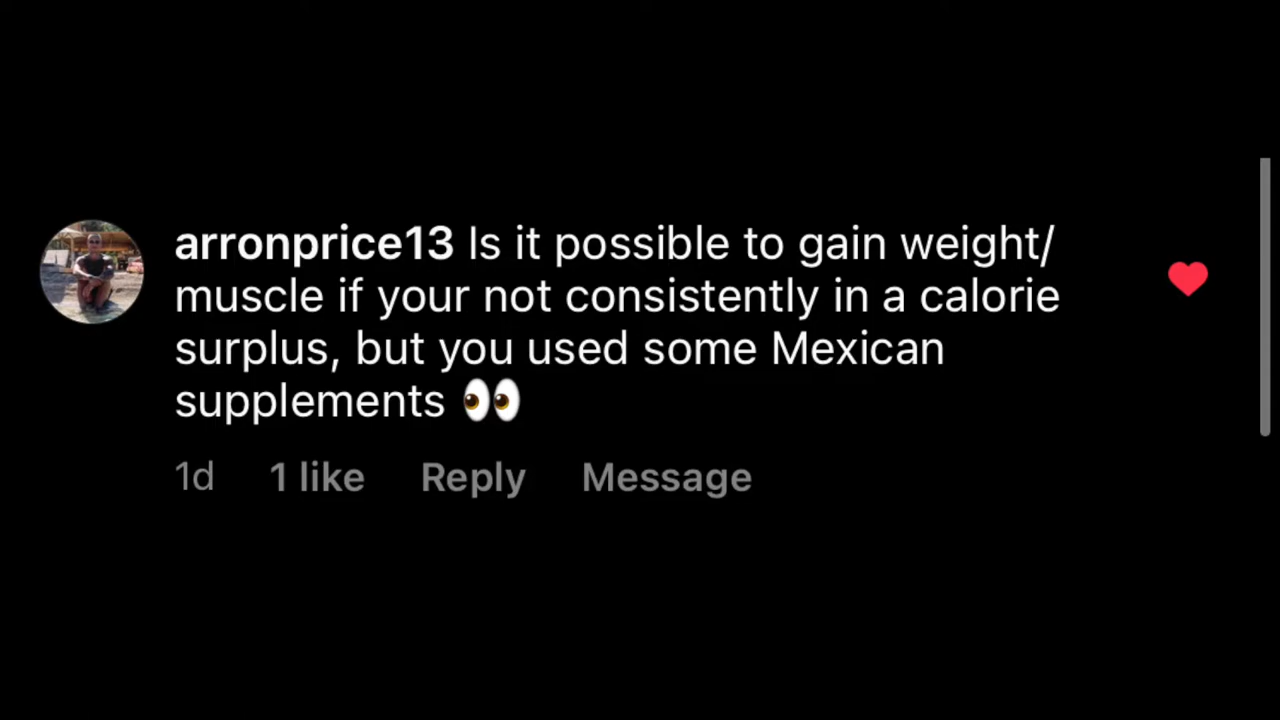 arronprice13 Is it possible to gain weight/
muscle if your not consistently in a calorie
surplus, but you used some Mexican
supplements 👀
1d 1 like Reply Message